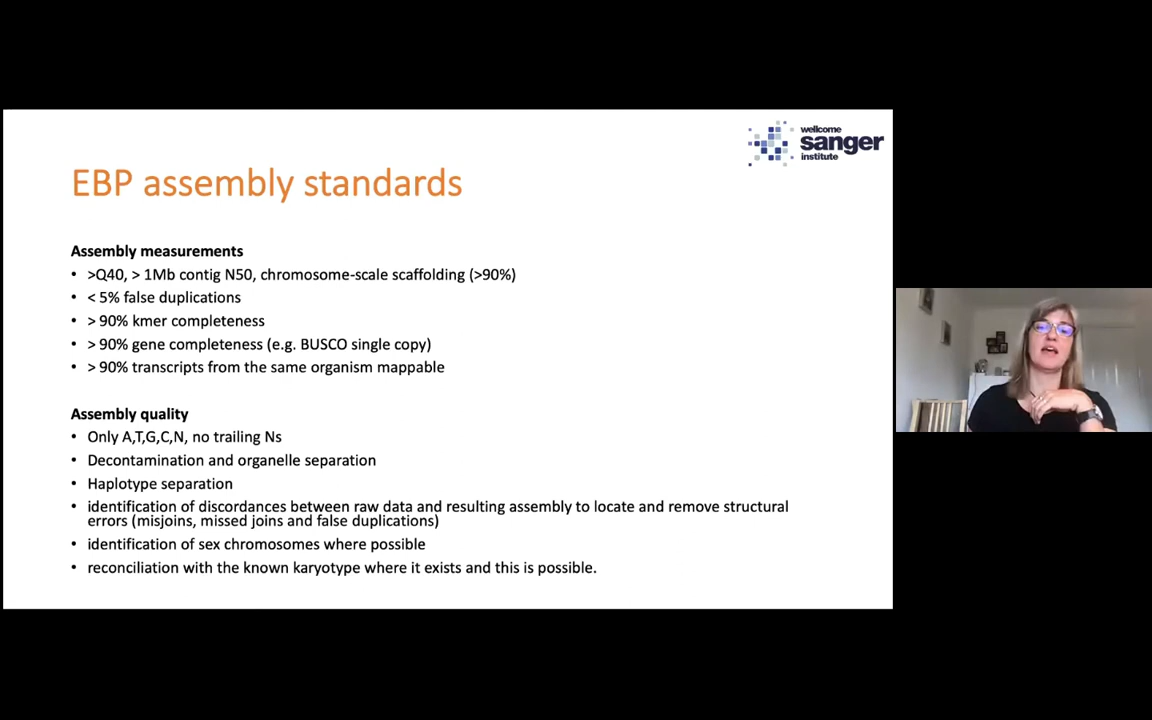 wellcome
sanger
institute
EBP assembly standards
Assembly measurements
• >Q40, > 1Mb contig N50, chromosome-scale scaffolding (>90%)
• < 5% false duplications
• > 90% kmer completeness
• > 90% gene completeness (e.g. BUSCO single copy)
• > 90% transcripts from the same organism mappable
Assembly quality
• Only A,T,G,C,N, no trailing Ns
• Decontamination and organelle separation
• Haplotype separation
• identification of discordances between raw data and resulting assembly to locate and remove structural
errors (misjoins, missed joins and false duplications)
• identification of sex chromosomes where possible
• reconciliation with the known karyotype where it exists and this is possible.